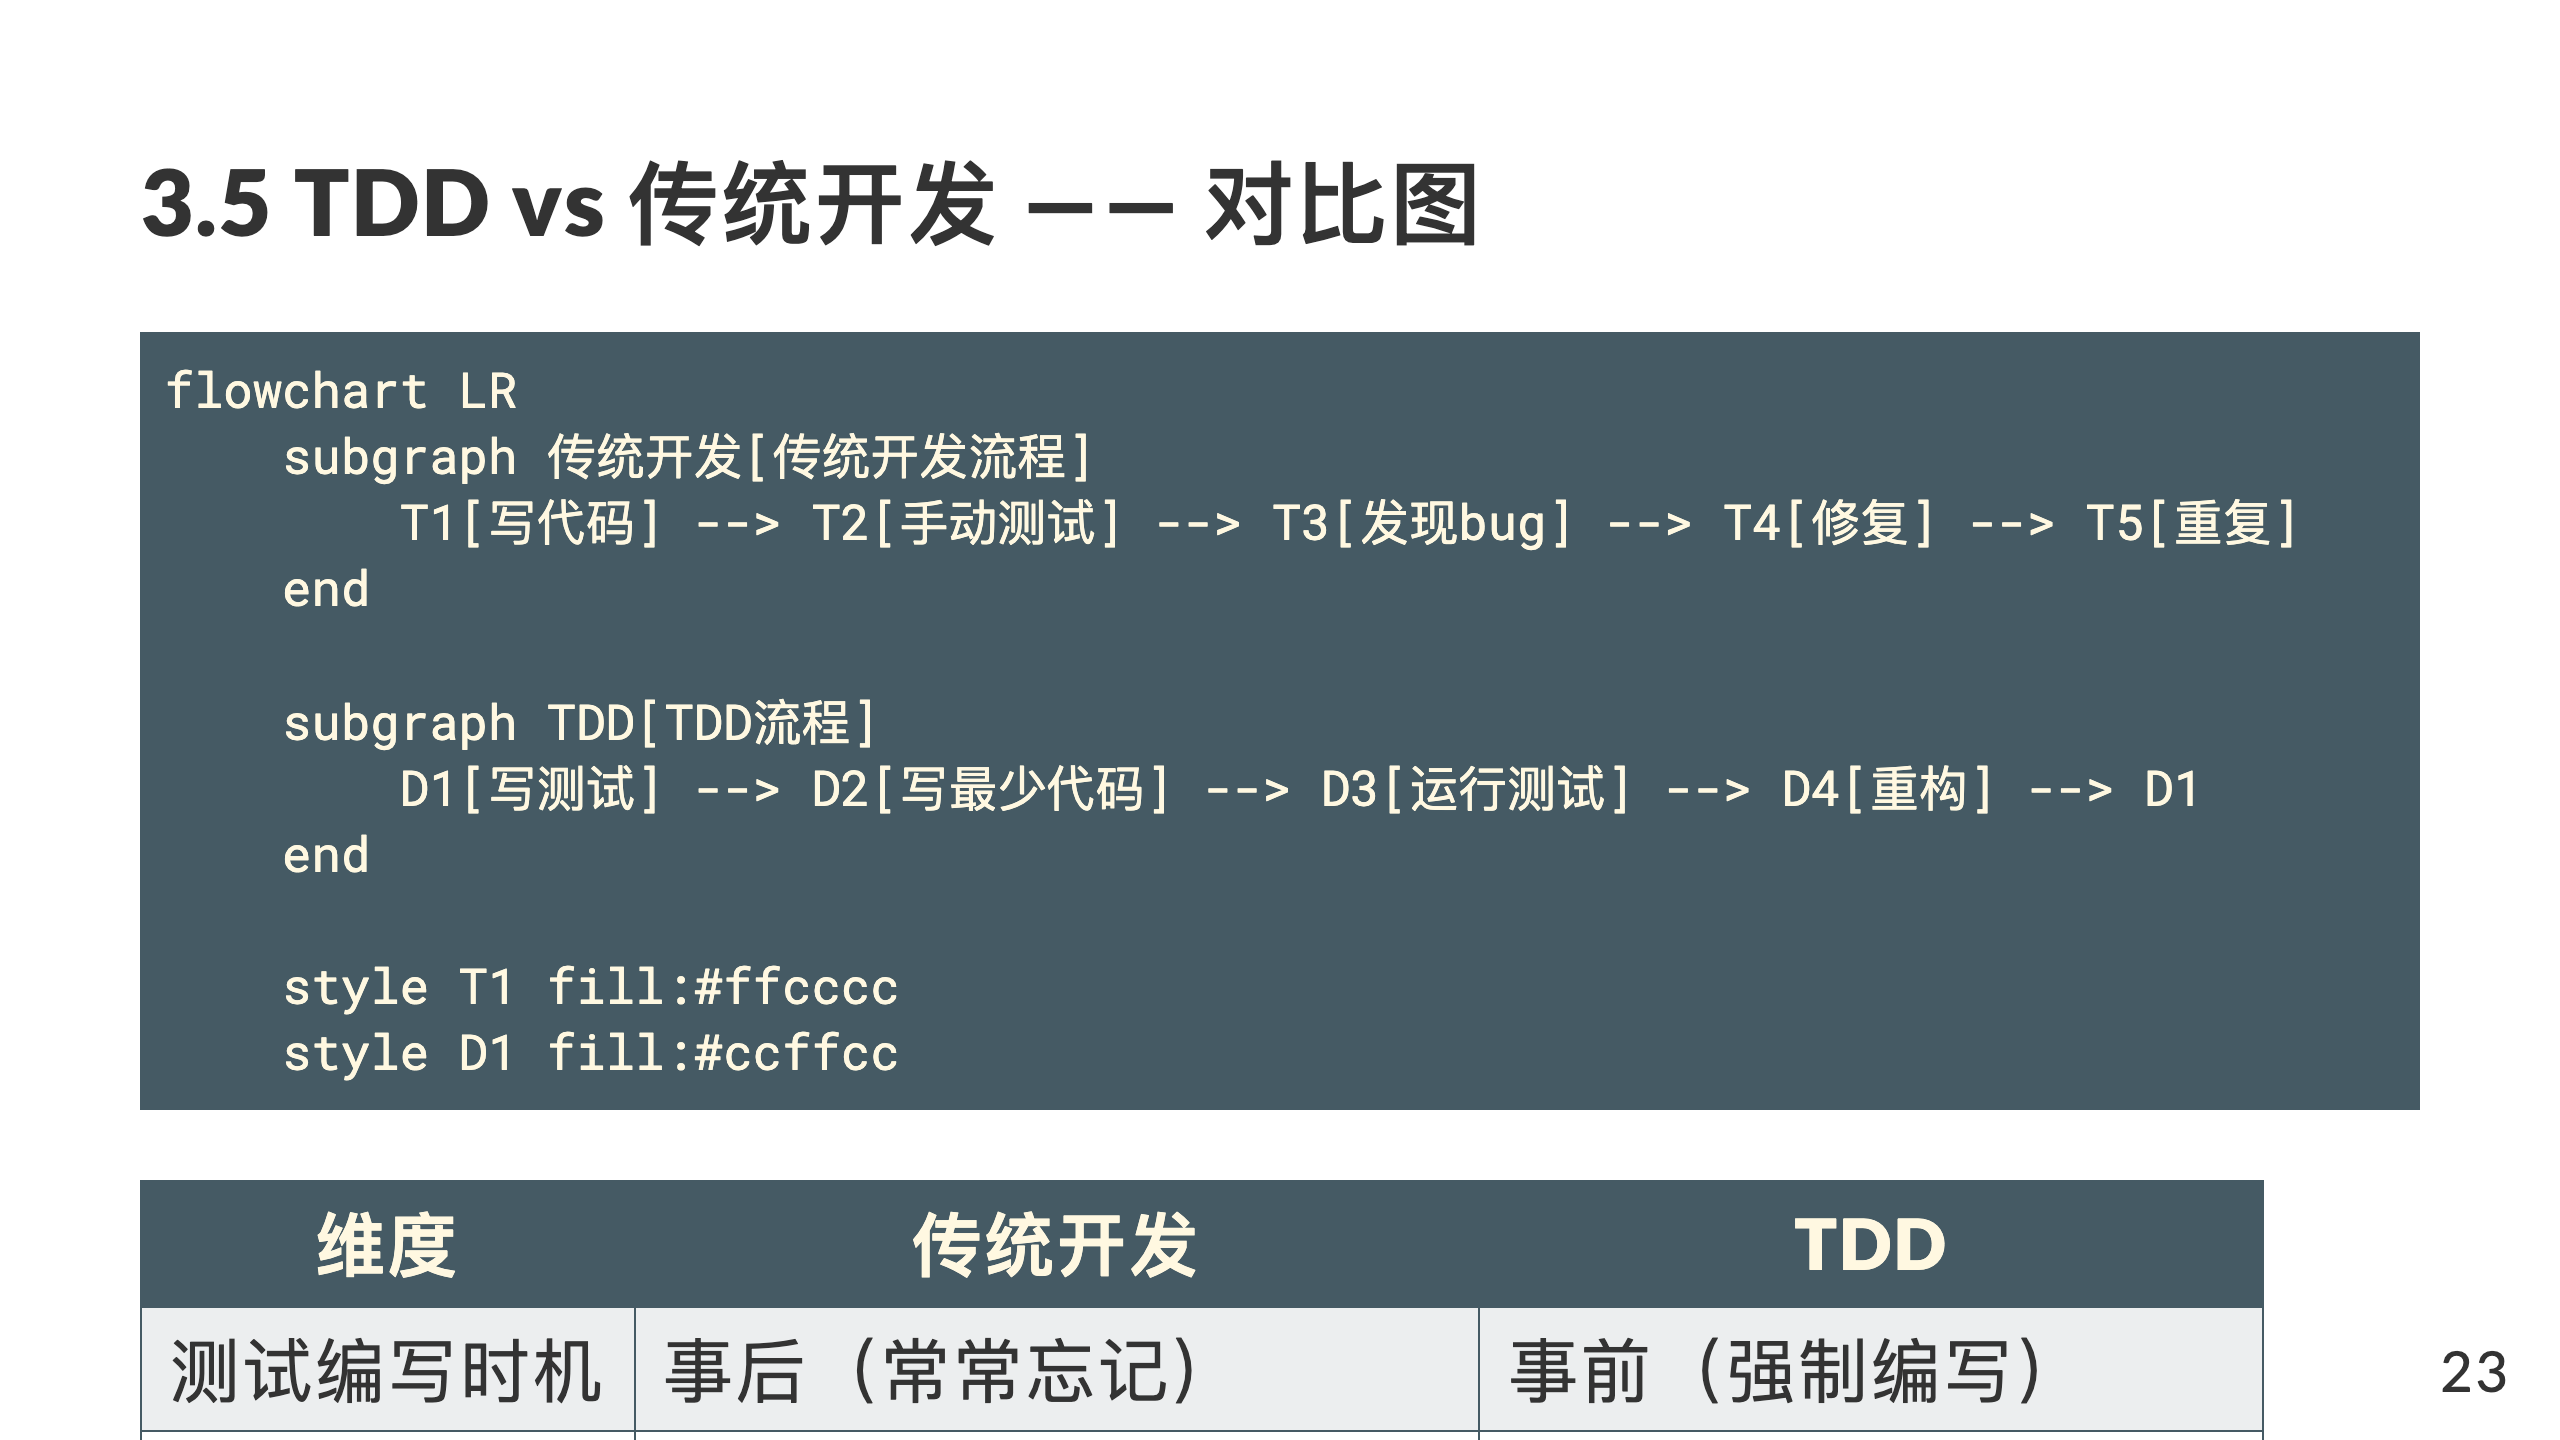 3.5 TDD vs 传统开发 —— 对比图
flowchart LR
    subgraph 传统开发[传统开发流程]
        T1[写代码] --> T2[手动测试] --> T3[发现bug] --> T4[修复] --> T5[重复]
    end

    subgraph TDD[TDD流程]
        D1[写测试] --> D2[写最少代码] --> D3[运行测试] --> D4[重构] --> D1
    end

    style T1 fill:#ffcccc
    style D1 fill:#ccffcc
维度 传统开发 TDD
测试编写时机 事后（常常忘记） 事前（强制编写）
23